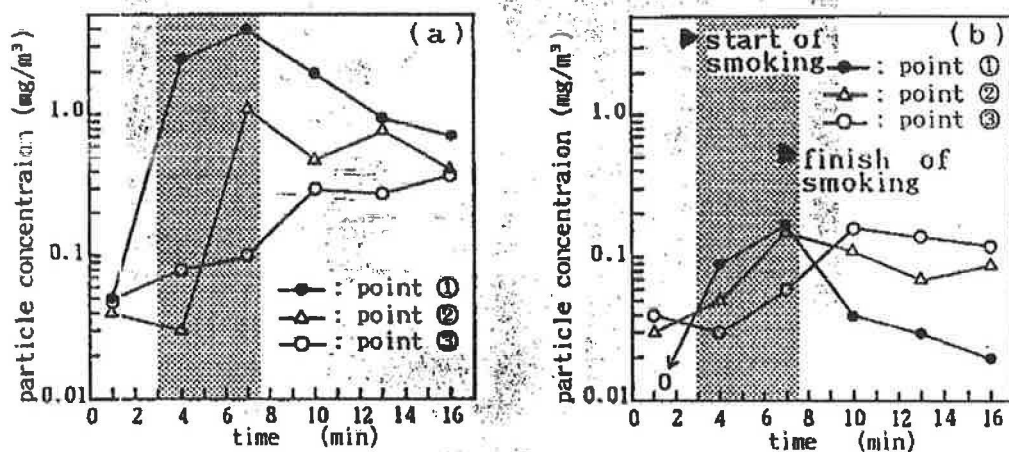 (a)
particle concentraion (mg/m³)
1.0
0.1
0.01
●: point ①
△: point ②
○: point ③
0 2 4 6 8 10 12 14 16
time (min)
(b)
▶start of
smoking
●: point ①
△: point ②
○: point ③
▶finish of
smoking
particle concentraion (mg/m³)
1.0
0.1
0.01
0
0 2 4 6 8 10 12 14 16
time (min)